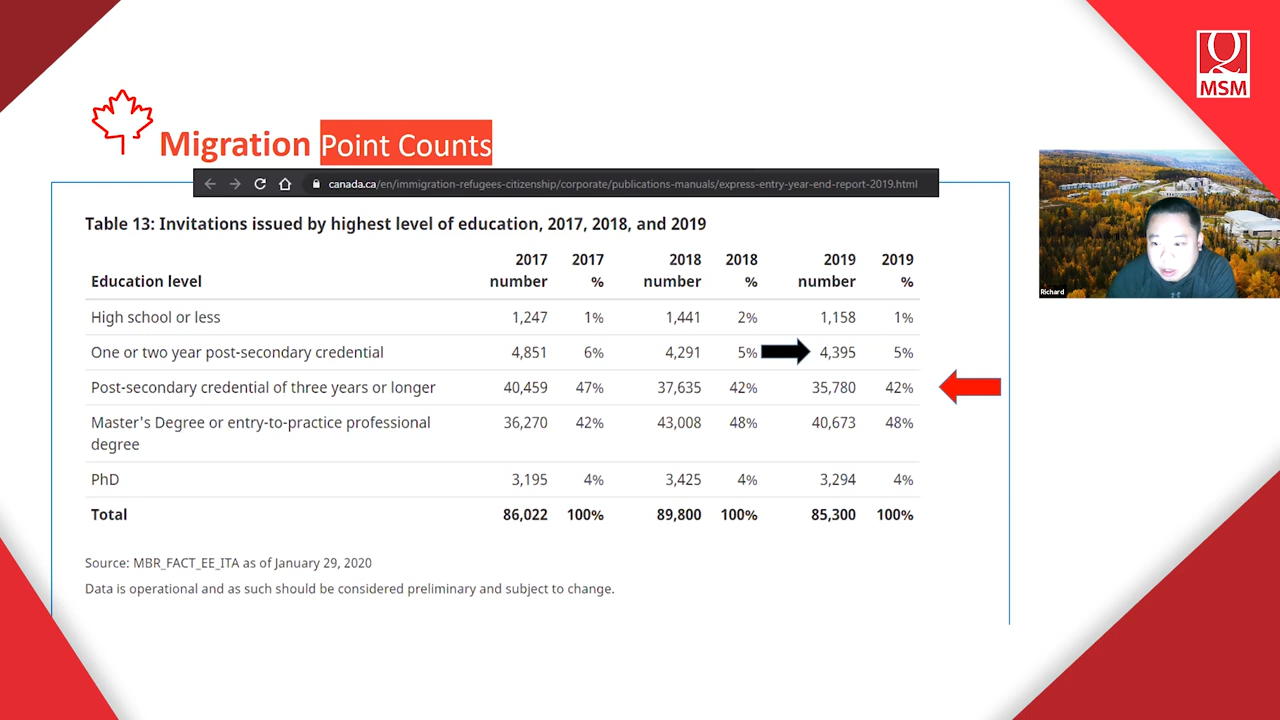 Q
MSM
Migration Point Counts
canada.ca/en/immigration-refugees-citizenship/corporate/publications-manuals/express-entry-year-end-report-2019.html
Table 13: Invitations issued by highest level of education, 2017, 2018, and 2019
Education level 2017 number 2017 % 2018 number 2018 % 2019 number 2019 %
High school or less 1,247 1% 1,441 2% 1,158 1%
One or two year post-secondary credential 4,851 6% 4,291 5% 4,395 5%
Post-secondary credential of three years or longer 40,459 47% 37,635 42% 35,780 42%
Master's Degree or entry-to-practice professional 36,270 42% 43,008 48% 40,673 48%
degree
PhD 3,195 4% 3,425 4% 3,294 4%
Total 86,022 100% 89,800 100% 85,300 100%
Source: MBR_FACT_EE_ITA as of January 29, 2020
Data is operational and as such should be considered preliminary and subject to change.
Richard